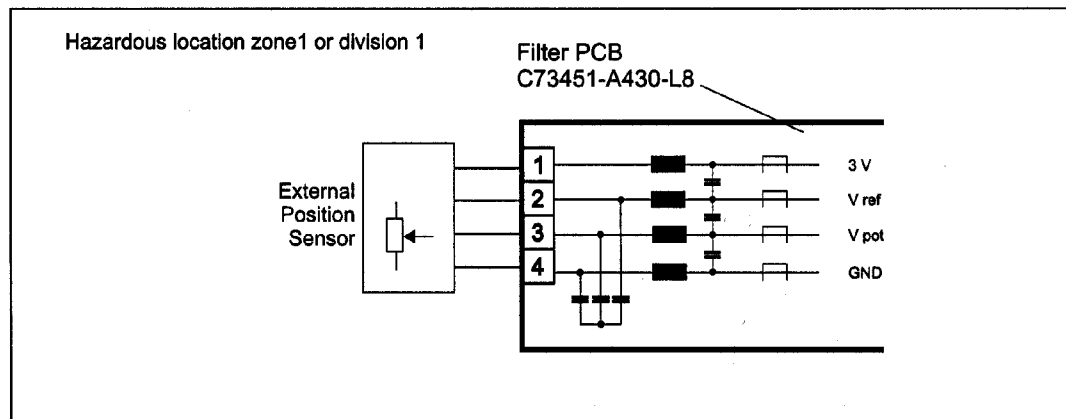 Hazardous location zone1 or division 1
Filter PCB
C73451-A430-L8
External
Position
Sensor
1
2
3
4
3 V
V ref
V pot
GND